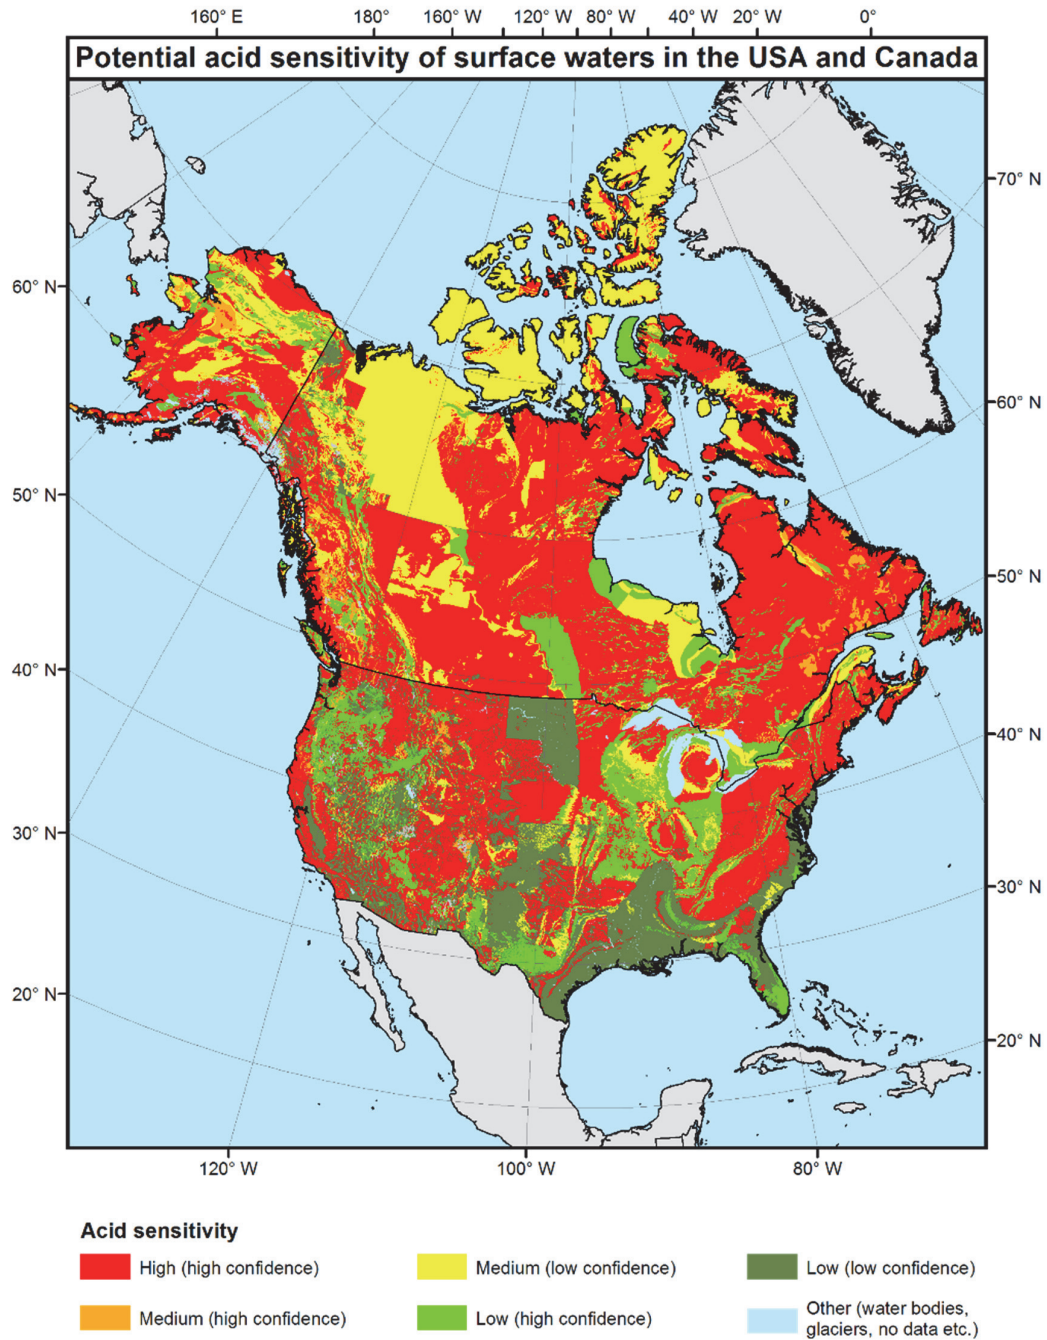 160° E 180° 160° W 120° W 80° W 40° W 20° W 0°
Potential acid sensitivity of surface waters in the USA and Canada
70° N
60° N
60° N
50° N
50° N
40° N
40° N
30° N
30° N
20° N
20° N
120° W 100° W 80° W
Acid sensitivity
High (high confidence)
Medium (low confidence)
Low (low confidence)
Medium (high confidence)
Low (high confidence)
Other (water bodies,
glaciers, no data etc.)